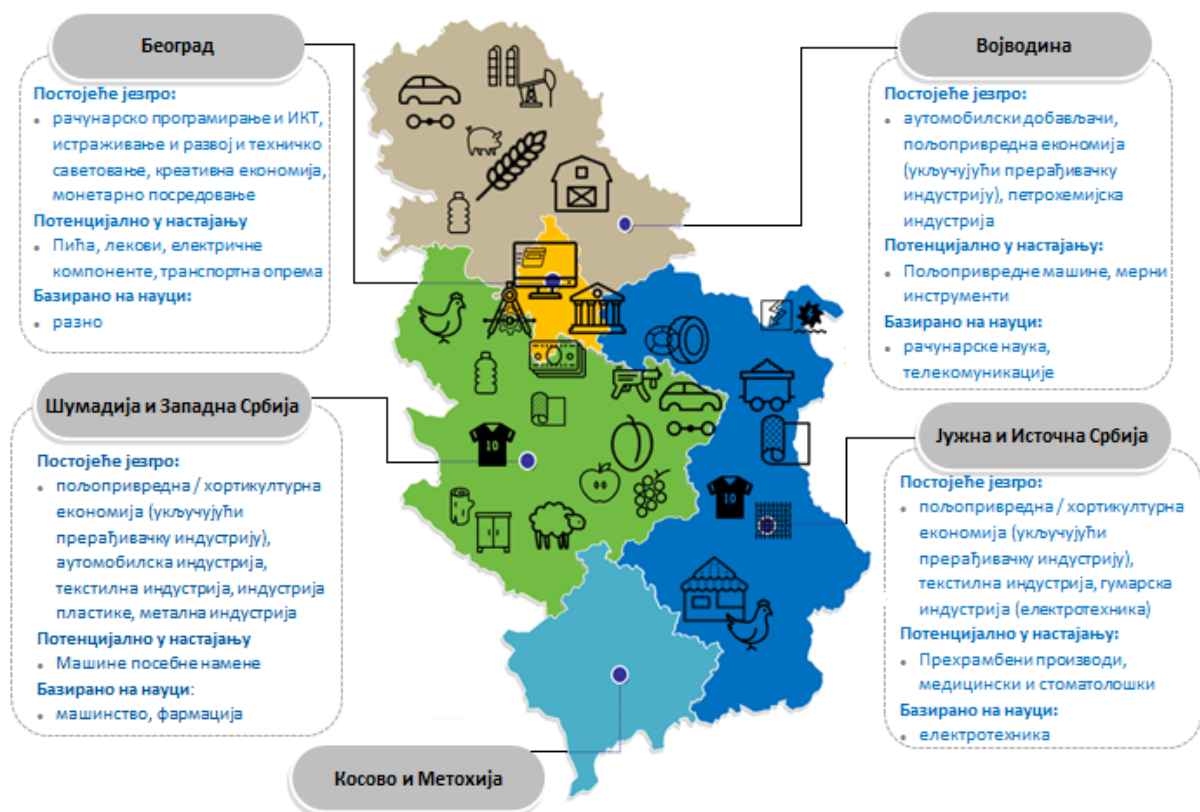 Београд
Постојеће језгро:
• рачунарско програмирање и ИКТ,
истраживање и развој и техничко
саветовање, креативна економија,
монетарно посредовање
Потенцијално у настајању
• Пића, лекови, електричне
компоненте, транспортна опрема
Базирано на науци:
• разно
Војводина
Постојеће језгро:
• аутомобилски добављачи,
пољопривредна економија
(укључујући прерађивачку
индустрију), петрохемијска
индустрија
Потенцијално у настајању:
• Пољопривредне машине, мерни
инструменти
Базирано на науци:
• рачунарске наука,
телекомуникације
Шумадија и Западна Србија
Постојеће језгро:
• пољопривредна / хортикултурна
економија (укључујући
прерађивачку индустрију),
аутомобилска индустрија,
текстилна индустрија, индустрија
пластике, метална индустрија
Потенцијално у настајању
• Машине посебне намене
Базирано на науци:
• машинство, фармација
Јужна и Источна Србија
Постојеће језгро:
• пољопривредна / хортикултурна
економија (укључујући
прерађивачку индустрију),
текстилна индустрија, гумарска
индустрија (електротехника)
Потенцијално у настајању:
• Прехрамбени производи,
медицински и стоматолошки
Базирано на науци:
• електротехника
Косово и Метохија
10
10